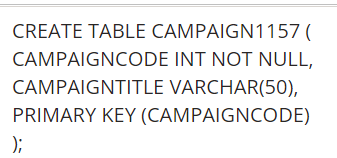 CREATE TABLE CAMPAIGN1157 (
CAMPAIGNCODE INT NOT NULL,
CAMPAIGNTITLE VARCHAR(50),
PRIMARY KEY (CAMPAIGNCODE)
);